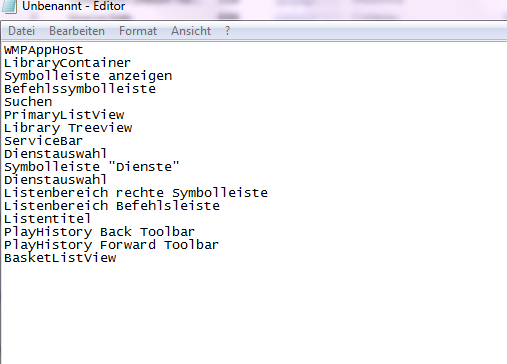 Unbenannt - Editor
Datei Bearbeiten Format Ansicht ?
WMPAppHost
LibraryContainer
Symbolleiste anzeigen
Befehlssymbolleiste
Suchen
PrimaryListView
Library Treeview
ServiceBar
Dienstauswahl
Symbolleiste "Dienste"
Dienstauswahl
Listenbereich rechte Symbolleiste
Listenbereich Befehlsleiste
Listentitel
PlayHistory Back Toolbar
PlayHistory Forward Toolbar
BasketListView